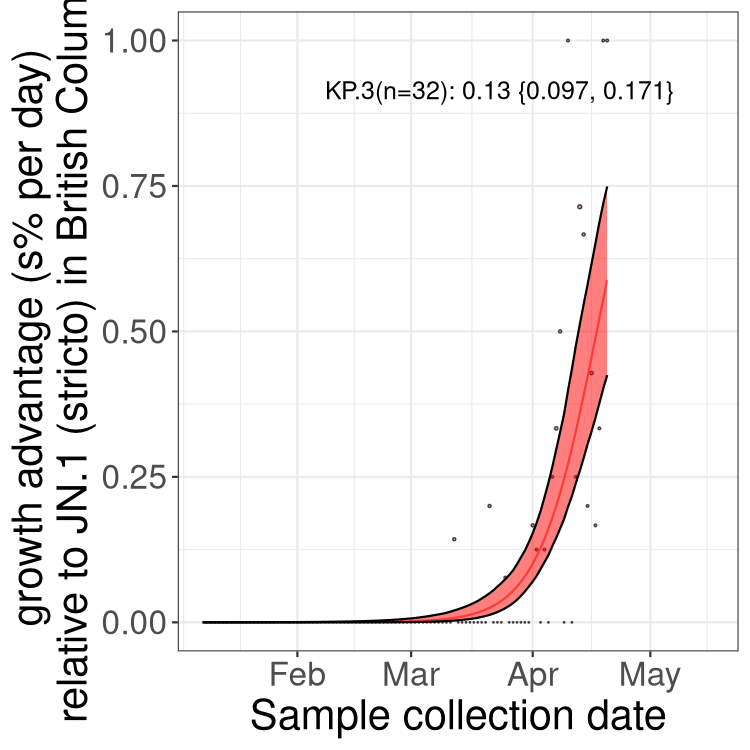 growth advantage (s% per day)
relative to JN.1 (stricto) in British Colum
1.00
0.75
0.50
0.25
0.00
KP.3(n=32): 0.13 {0.097, 0.171}
Feb Mar Apr May
Sample collection date